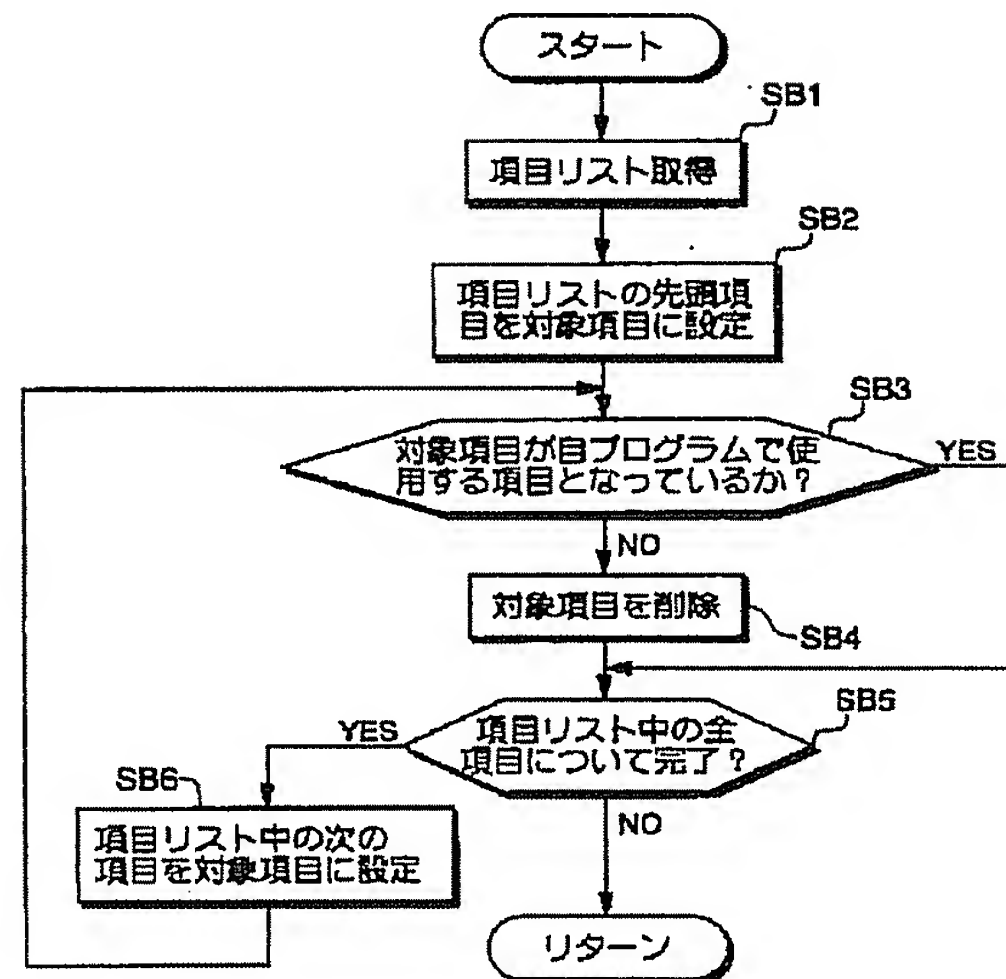 スタート
SB1
項目リスト取得
SB2
項目リストの先頭項
目を対象項目に設定
SB3
対象項目が自プログラムで使
用する項目となっているか?
YES
NO
対象項目を削除
SB4
SB5
項目リスト中の全
項目について完了?
YES
SB6
NO
項目リスト中の次の
項目を対象項目に設定
リターン